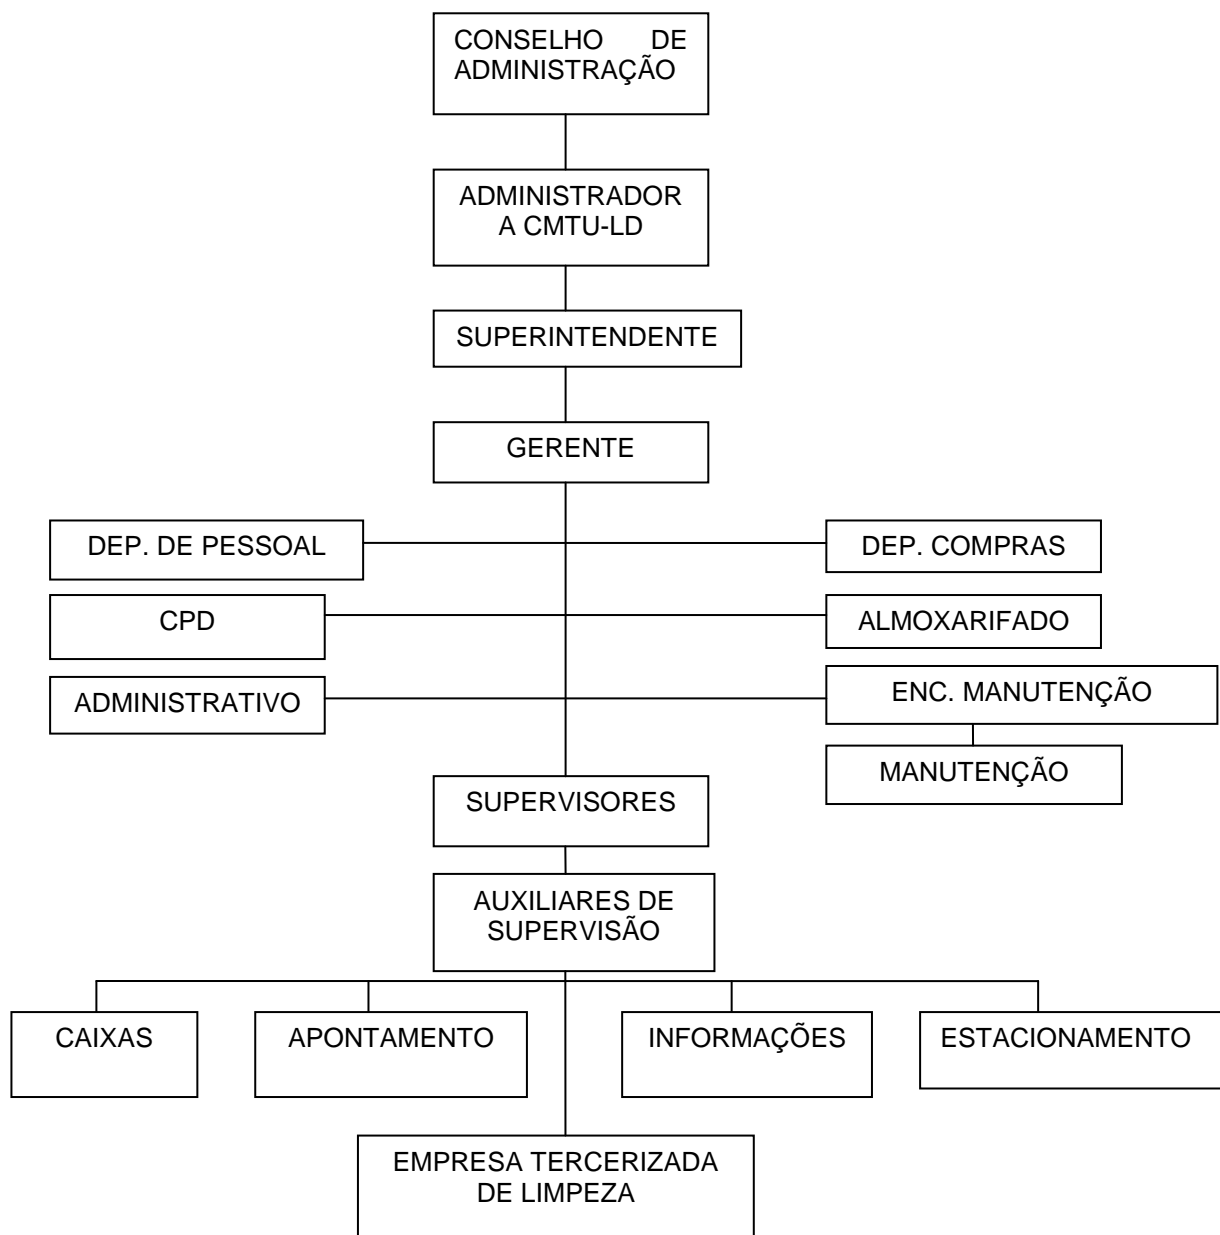 CONSELHO DE
ADMINISTRAÇÃO
ADMINISTRADOR
A CMTU-LD
SUPERINTENDENTE
GERENTE
DEP. DE PESSOAL
DEP. COMPRAS
CPD
ALMOXARIFADO
ADMINISTRATIVO
ENC. MANUTENÇÃO
MANUTENÇÃO
SUPERVISORES
AUXILIARES DE
SUPERVISÃO
CAIXAS
APONTAMENTO
INFORMAÇÕES
ESTACIONAMENTO
EMPRESA TERCERIZADA
DE LIMPEZA